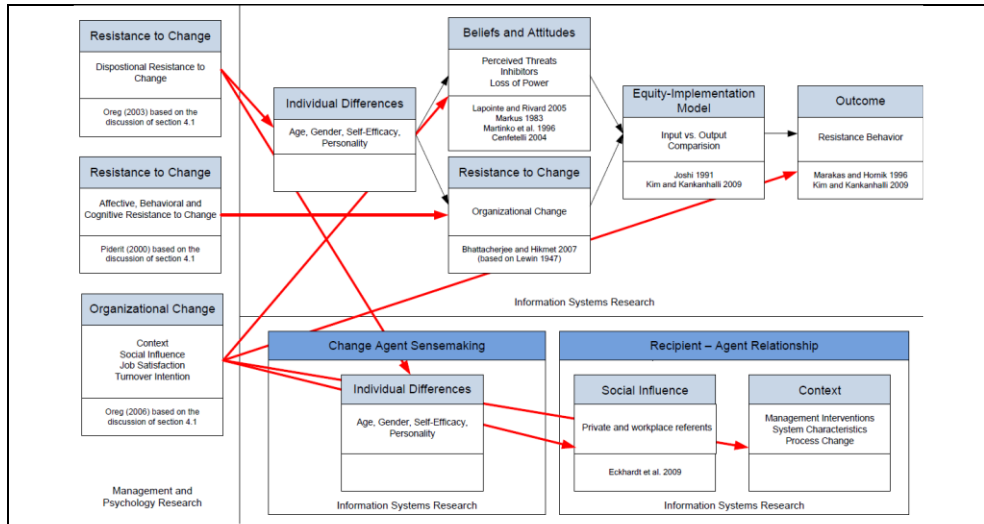 Resistance to Change
Dispostional Resistance to
Change
Oreg (2003) based on the
discussion of section 4.1
Resistance to Change
Affective, Behavioral and
Cognitive Resistance to Change
Piderit (2000) based on the
discussion of section 4.1
Organizational Change
Context
Social Influence
Job Satisfaction
Turnover Intention
Oreg (2006) based on the
discussion of section 4.1
Management and
Psychology Research
Individual Differences
Age, Gender, Self-Efficacy,
Personality
Beliefs and Attitudes
Perceived Threats
Inhibitors
Loss of Power
Lapointe and Rivard 2005
Markus 1983
Martinko et al. 1996
Cenfetelli 2004
Resistance to Change
Organizational Change
Bhattacherjee and Hikmet 2007
(based on Lewin 1947)
Equity-Implementation
Model
Input vs. Output
Comparision
Joshi 1991
Kim and Kankanhalli 2009
Outcome
Resistance Behavior
Marakas and Hornik 1996
Kim and Kankanhalli 2009
Information Systems Research
Change Agent Sensemaking
Individual Differences
Age, Gender, Self-Efficacy,
Personality
Information Systems Research
Recipient – Agent Relationship
Social Influence
Private and workplace referents
Eckhardt et al. 2009
Context
Management Interventions
System Characteristics
Process Change
Information Systems Research